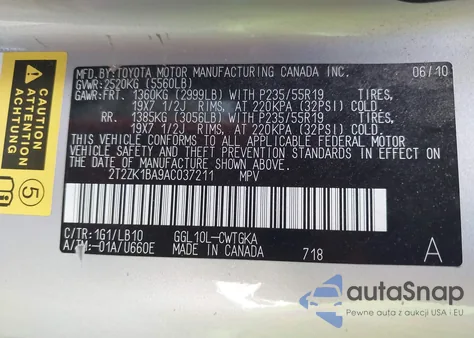 MFD.BY:TOYOTA MOTOR MANUFACTURING CANADA INC. 06/10
GVWR:2520KG (5560LB)
GAWR:FRT. 1360KG (2999LB) WITH P235/55R19 TIRES,
19X7 1/2J RIMS, AT 220KPA (32PSI) COLD.
RR. 1385KG (3056LB) WITH P235/55R19 TIRES,
19X7 1/2J RIMS, AT 220KPA (32PSI) COLD.
THIS VEHICLE CONFORMS TO ALL APPLICABLE FEDERAL MOTOR
VEHICLE SAFETY AND THEFT PREVENTION STANDARDS IN EFFECT ON
THE DATE OF MANUFACTURE SHOWN ABOVE.
2T2ZK1BA9AC037211 MPV
C/TR:1G1/LB10 GGL10L-CWTGKA
A/TM:-01A/U660E MADE IN CANADA 718 A
CAUTION
ATTENTION
5
autoSnap
Pewne auta z aukcji USA - EU